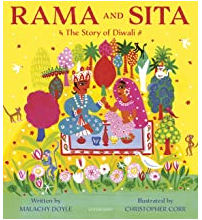 RAMA AND SITA
The Story of Diwali
Written by
MALACHY DOYLE
Illustrated by
CHRISTOPHER CORR